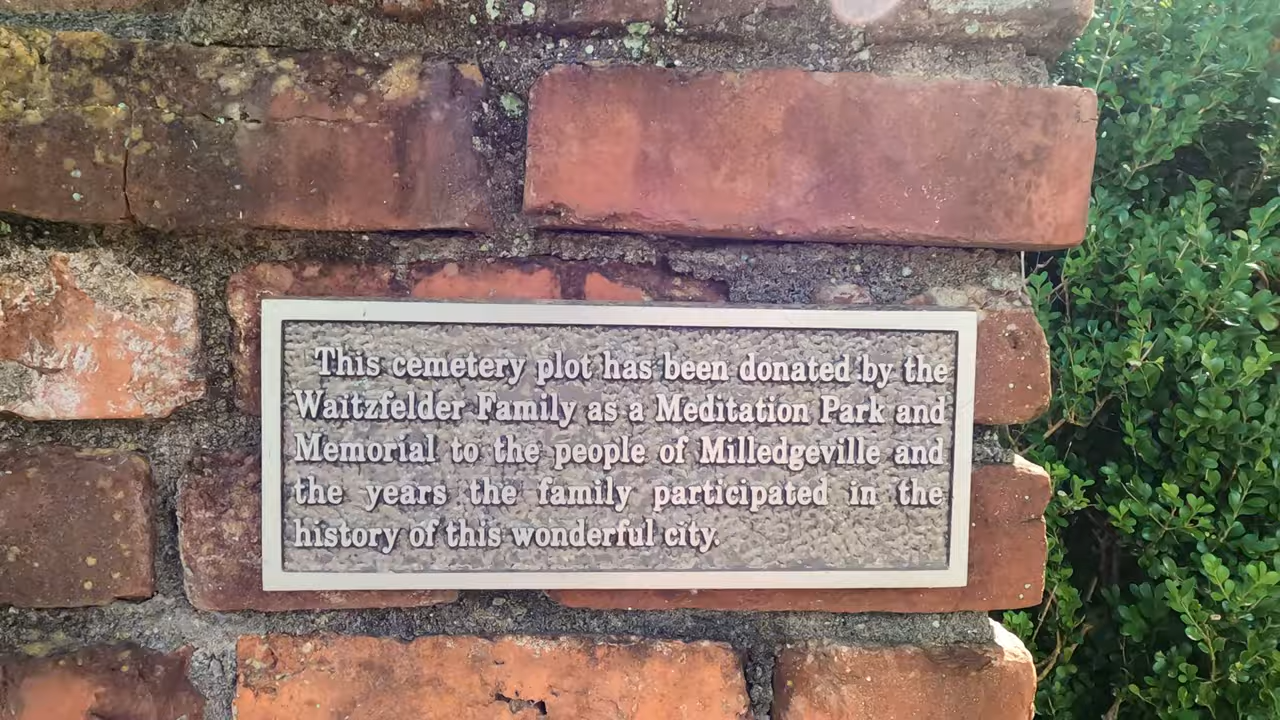 This cemetery plot has been donated by the
Waitzfelder Family as a Meditation Park and
Memorial to the people of Milledgeville and
the years the family participated in the
history of this wonderful city.